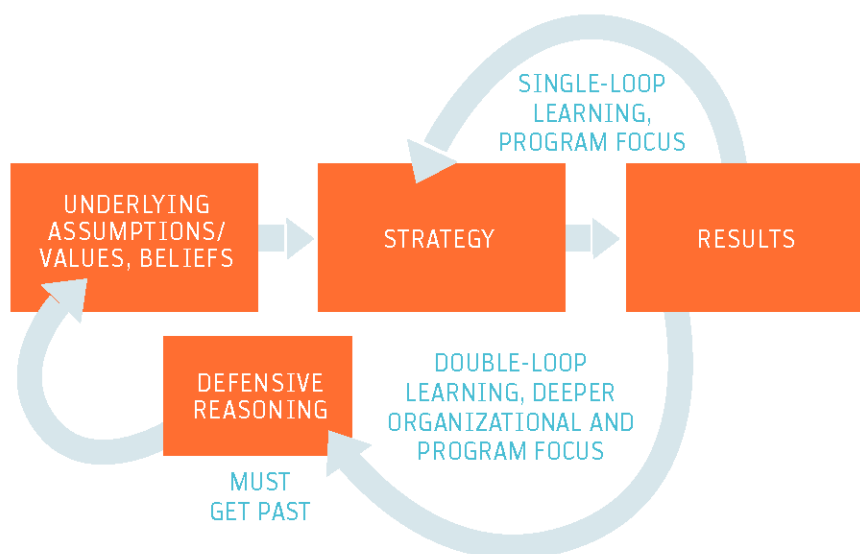 SINGLE-LOOP
LEARNING,
PROGRAM FOCUS
UNDERLYING
ASSUMPTIONS/
VALUES, BELIEFS
STRATEGY
RESULTS
DEFENSIVE
REASONING
MUST
GET PAST
DOUBLE-LOOP
LEARNING, DEEPER
ORGANIZATIONAL AND
PROGRAM FOCUS